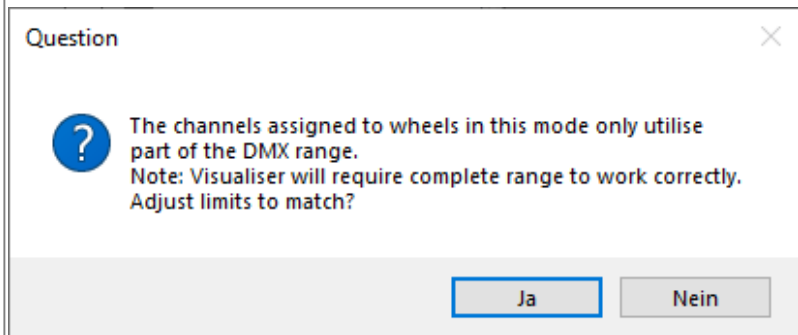 Question
The channels assigned to wheels in this mode only utilise
part of the DMX range.
Note: Visualiser will require complete range to work correctly.
Adjust limits to match?
Ja
Nein